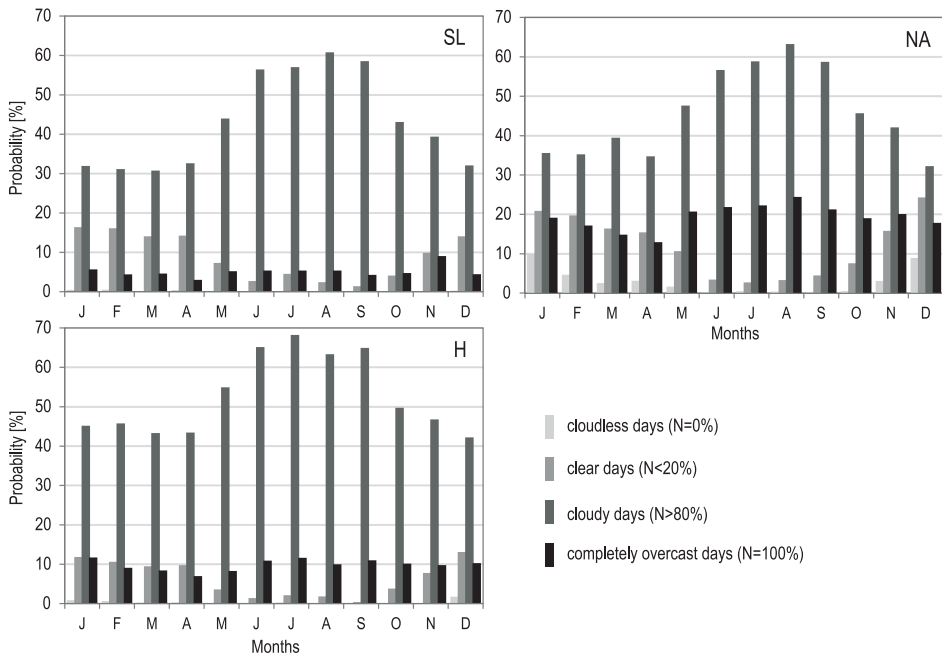 SL
Probability [%]
70
60
50
40
30
20
10
0
J F M A M J J A S O N D
NA
70
60
50
40
30
20
10
0
J F M A M J J A S O N D
Months
H
Probability [%]
70
60
50
40
30
20
10
0
J F M A M J J A S O N D
Months
cloudless days (N=0%)
clear days (N<20%)
cloudy days (N>80%)
completely overcast days (N=100%)